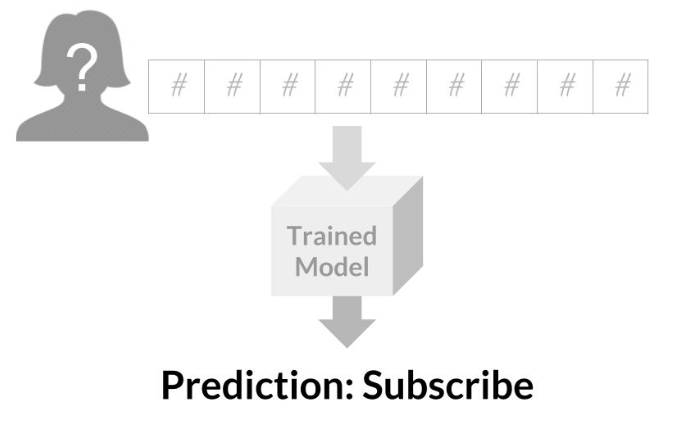 ?
# # # # # # # # #
Trained
Model
Prediction: Subscribe